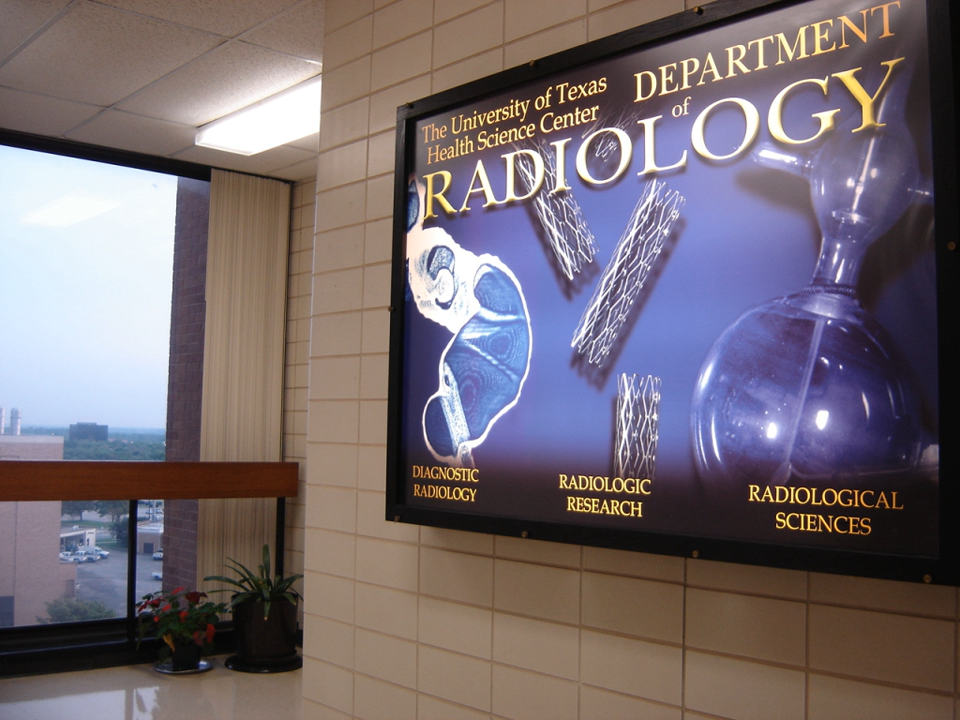 The University of Texas
Health Science Center
DEPARTMENT
of
RADIOLOGY
DIAGNOSTIC
RADIOLOGY
RADIOLOGIC
RESEARCH
RADIOLOGICAL
SCIENCES